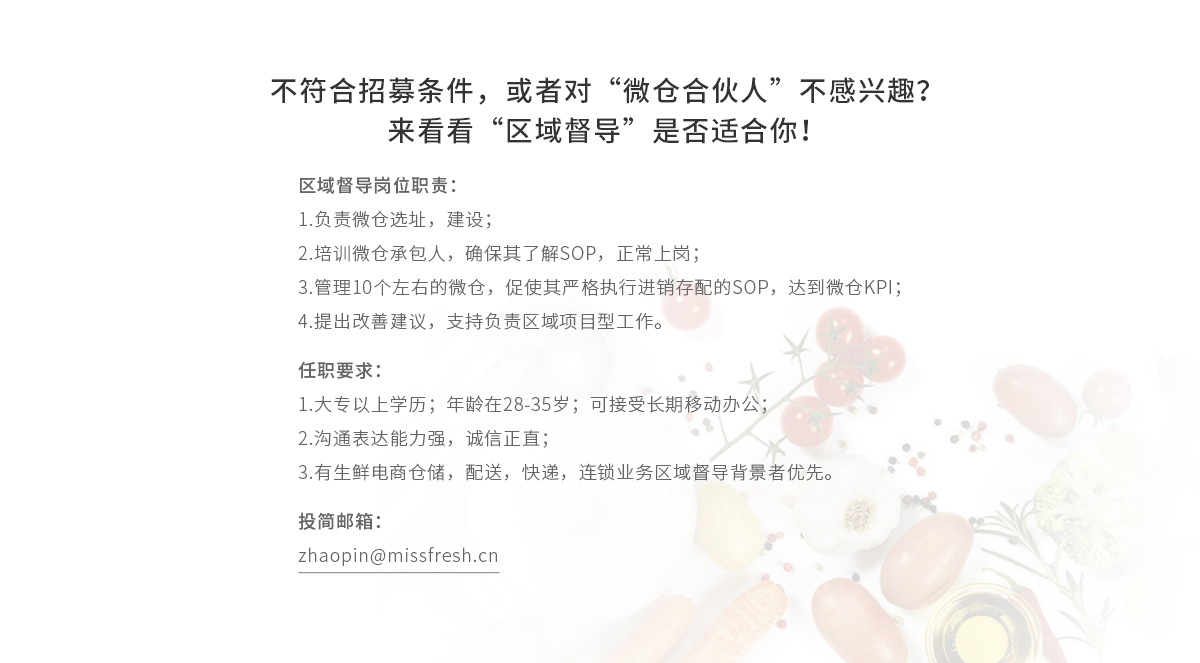 不符合招募条件，或者对“微仓合伙人”不感兴趣？
来看看“区域督导”是否适合你！
区域督导岗位职责：
1.负责微仓选址，建设；
2.培训微仓承包人，确保其了解SOP，正常上岗；
3.管理10个左右的微仓，促使其严格执行进销存配的SOP，达到微仓KPI；
4.提出改善建议，支持负责区域项目型工作。
任职要求：
1.大专以上学历；年龄在28-35岁；可接受长期移动办公；
2.沟通表达能力强，诚信正直；
3.有生鲜电商仓储，配送，快递，连锁业务区域督导背景者优先。
投简邮箱：
zhaopin@missfresh.cn